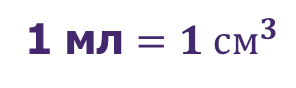 1 мл = 1 см³